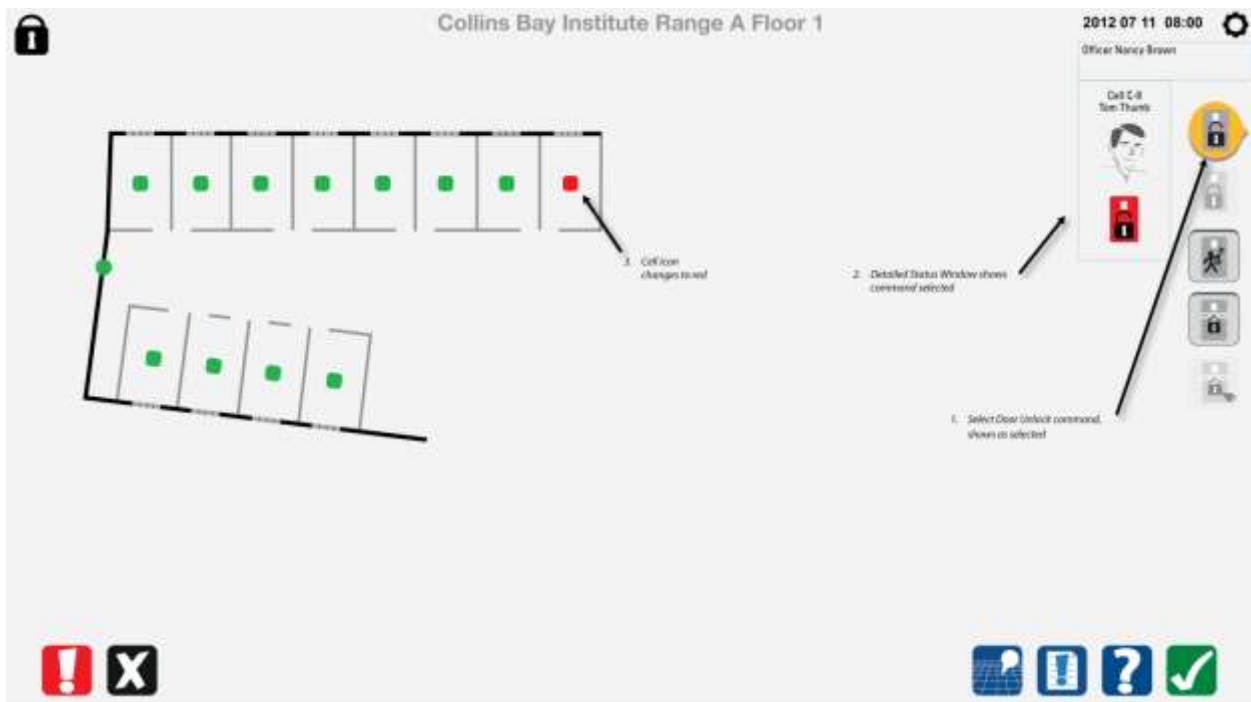 Collins Bay Institute Range A Floor 1
2012 07 11 08:00
Officer Nancy Brown
Cell C-8
Tom Thumb
3. Cell Icon
changes to red
2. Detailed Status Window shows
command selected
1. Select Door Unlock command,
shown as selected